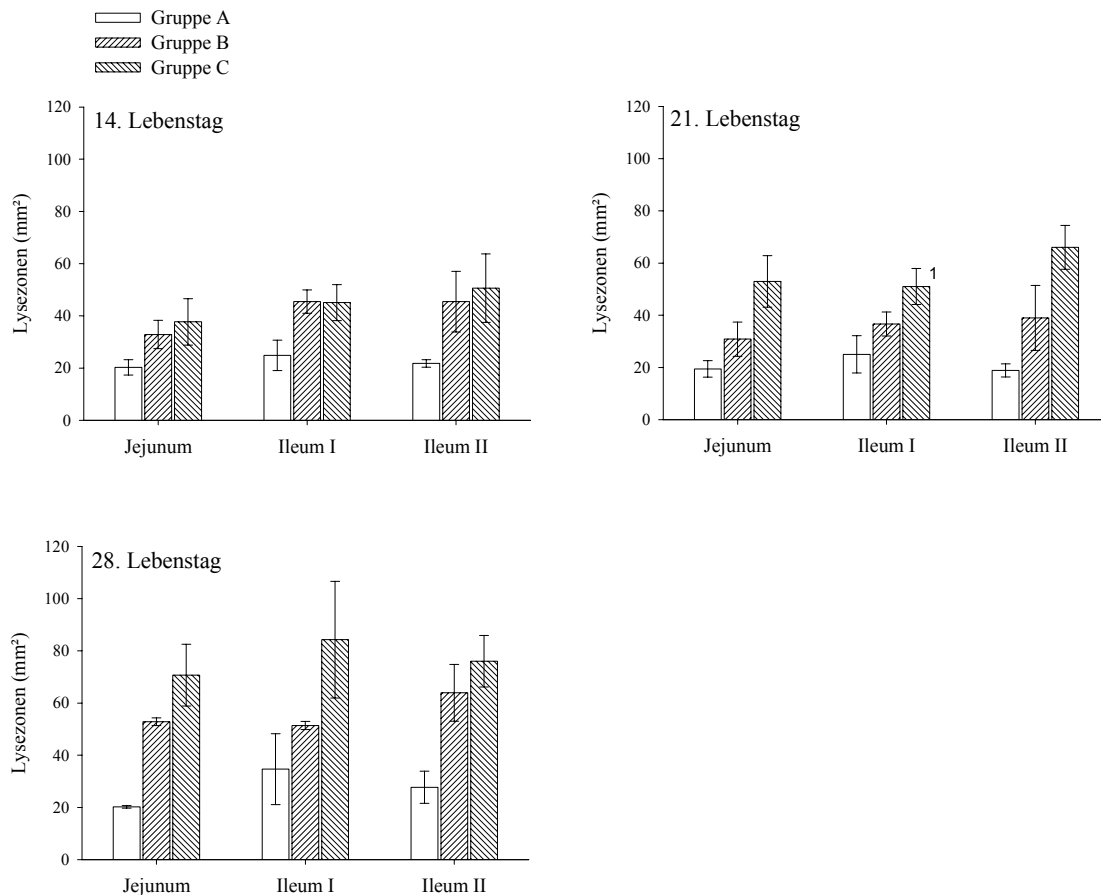 Gruppe A
Gruppe B
Gruppe C
14. Lebenstag
Lysezonen (mm²)
120
100
80
60
40
20
0
Jejunum Ileum I Ileum II
21. Lebenstag
Lysezonen (mm²)
120
100
80
60
40
20
0
1
Jejunum Ileum I Ileum II
28. Lebenstag
Lysezonen (mm²)
120
100
80
60
40
20
0
Jejunum Ileum I Ileum II